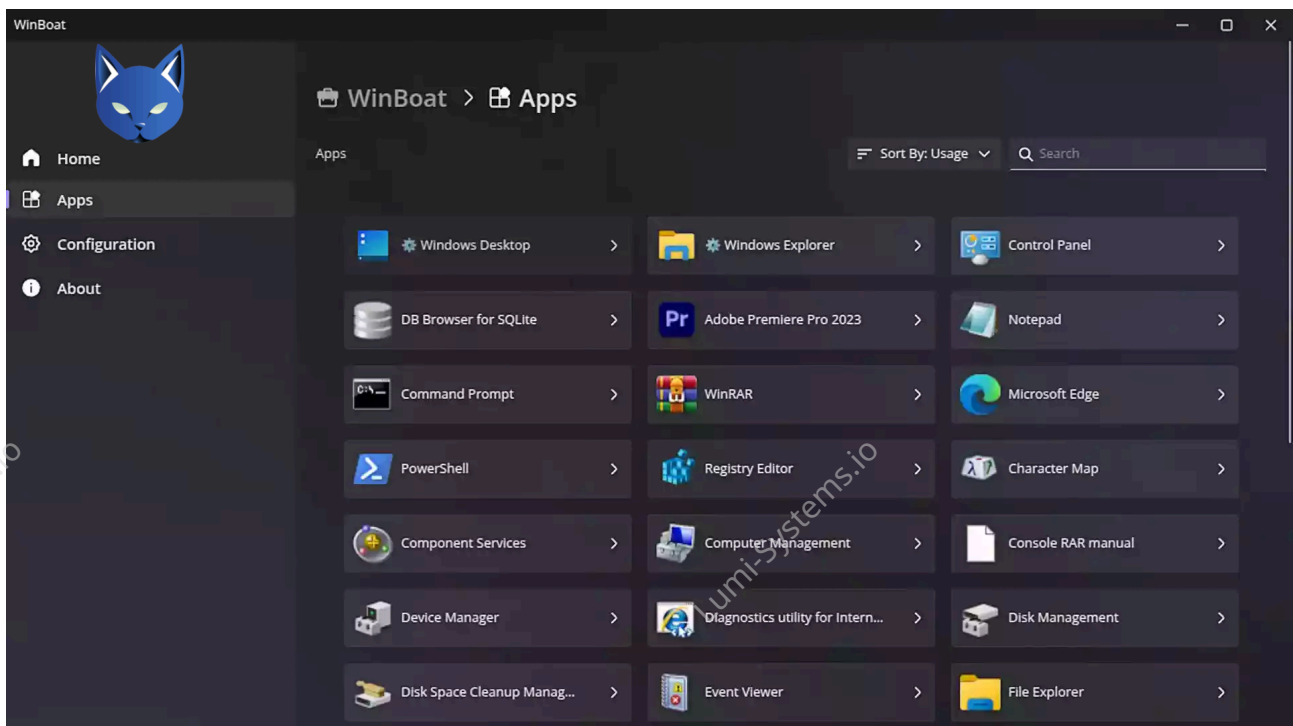 WinBoat
WinBoat > Apps
Home
Apps
Configuration
About
Apps
Sort By: Usage
Search
Windows Desktop
Windows Explorer
Control Panel
DB Browser for SQLite
Pr
Adobe Premiere Pro 2023
Notepad
C:\_
Command Prompt
WinRAR
Microsoft Edge
PowerShell
Registry Editor
Character Map
Component Services
Computer Management
Console RAR manual
Device Manager
Diagnostics utility for Intern...
Disk Management
Disk Space Cleanup Manag...
Event Viewer
File Explorer
Lumi-Systems.io
io